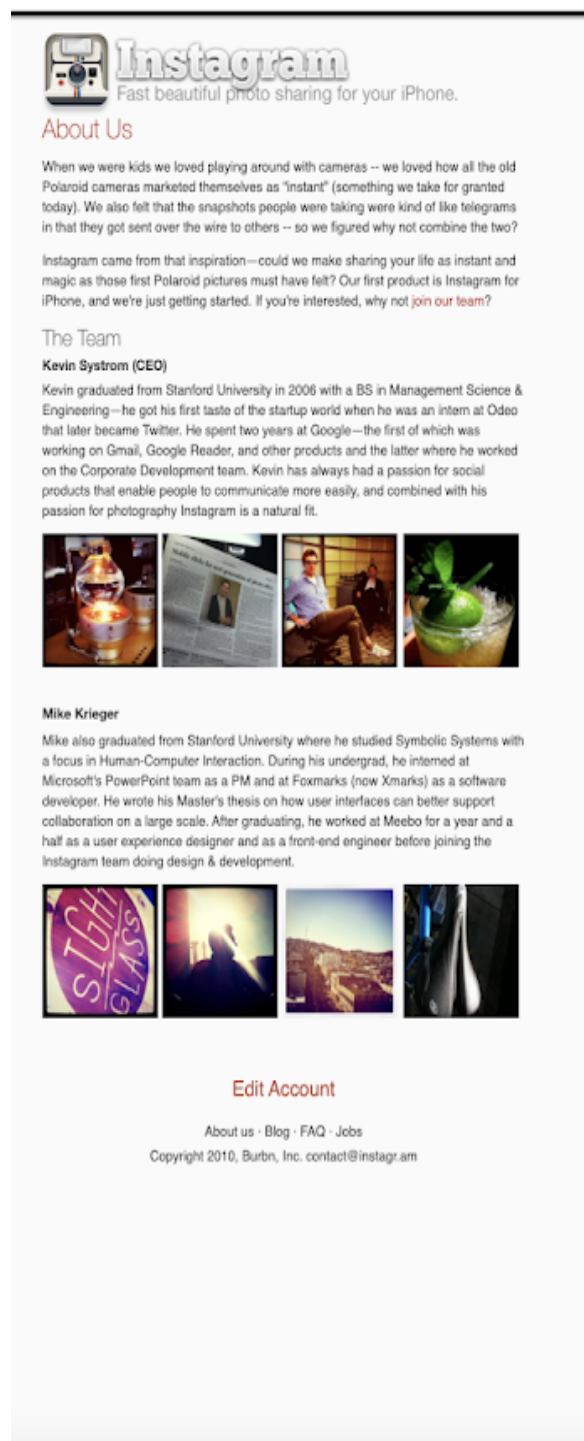 Instagram
Fast beautiful photo sharing for your iPhone.
About Us
When we were kids we loved playing around with cameras -- we loved how all the old
Polaroid cameras marketed themselves as "instant" (something we take for granted
today). We also felt that the snapshots people were taking were kind of like telegrams
in that they got sent over the wire to others -- so we figured why not combine the two?
Instagram came from that inspiration—could we make sharing your life as instant and
magic as those first Polaroid pictures must have felt? Our first product is Instagram for
iPhone, and we're just getting started. If you're interested, why not join our team?
The Team
Kevin Systrom (CEO)
Kevin graduated from Stanford University in 2006 with a BS in Management Science &
Engineering—he got his first taste of the startup world when he was an intern at Odeo
that later became Twitter. He spent two years at Google—the first of which was
working on Gmail, Google Reader, and other products and the latter where he worked
on the Corporate Development team. Kevin has always had a passion for social
products that enable people to communicate more easily, and combined with his
passion for photography Instagram is a natural fit.
Mike Krieger
Mike also graduated from Stanford University where he studied Symbolic Systems with
a focus in Human-Computer Interaction. During his undergrad, he interned at
Microsoft's PowerPoint team as a PM and at Foxmarks (now Xmarks) as a software
developer. He wrote his Master's thesis on how user interfaces can better support
collaboration on a large scale. After graduating, he worked at Meebo for a year and a
half as a user experience designer and as a front-end engineer before joining the
Instagram team doing design & development.
SIGHT
GLASS
Edit Account
About us · Blog · FAQ · Jobs
Copyright 2010, Burbn, Inc. contact@instagr.am